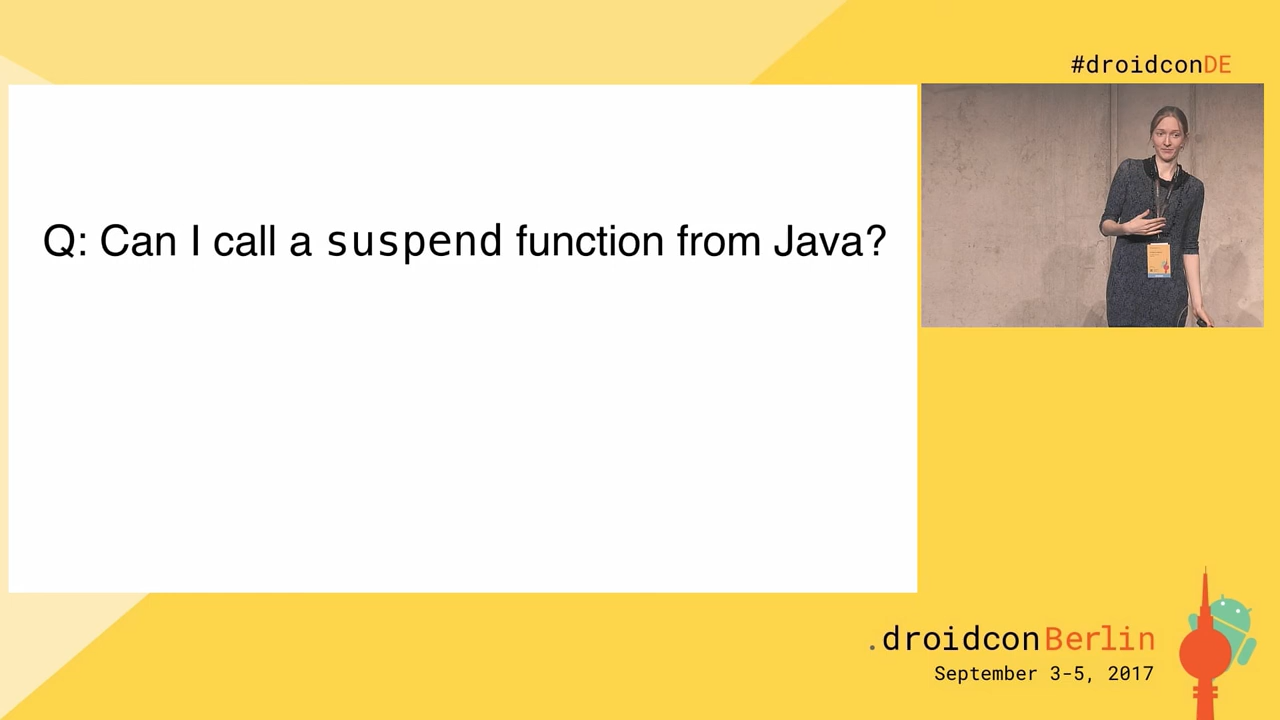 #droidconDE
Q: Can I call a suspend function from Java?
.droidconBerlin
September 3-5, 2017